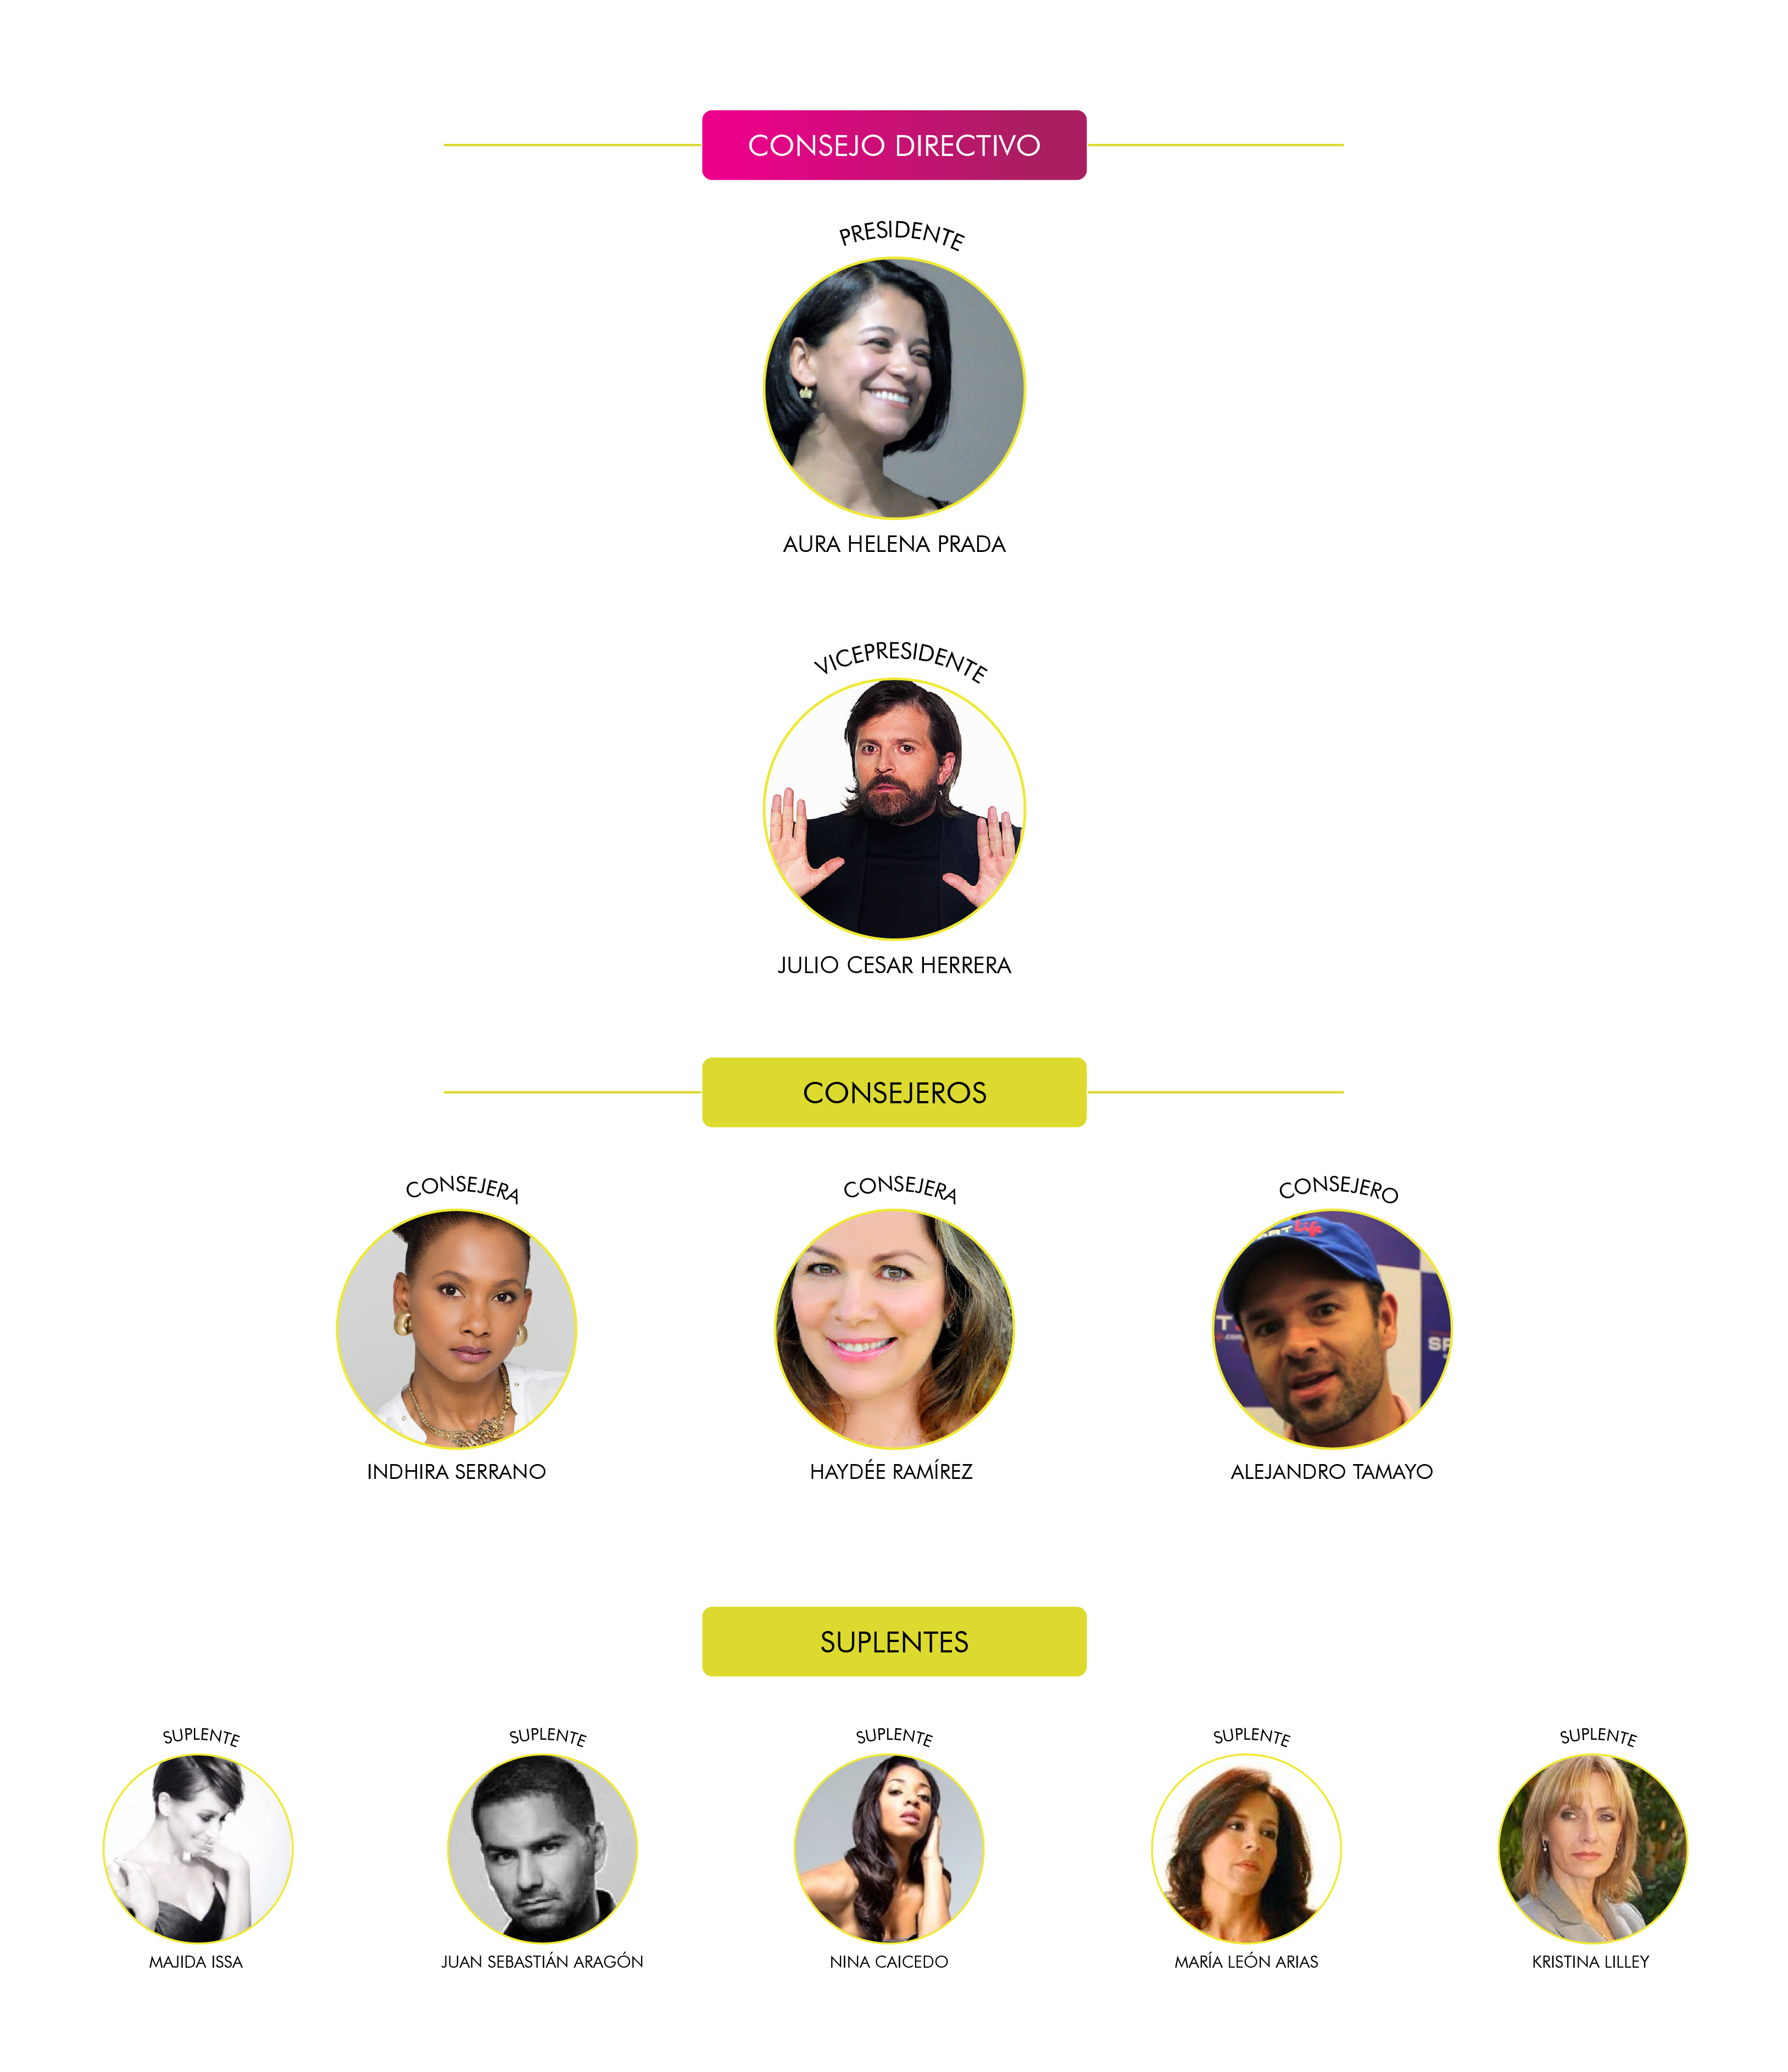 CONSEJO DIRECTIVO
PRESIDENTE
AURA HELENA PRADA
VICEPRESIDENTE
JULIO CESAR HERRERA
CONSEJEROS
CONSEJERA
CONSEJERA
CONSEJERO
Life
.com
INDHIRA SERRANO
HAYDÉE RAMÍREZ
ALEJANDRO TAMAYO
SUPLENTES
SUPLENTE
SUPLENTE
SUPLENTE
SUPLENTE
SUPLENTE
MAJIDA ISSA
JUAN SEBASTIÁN ARAGÓN
NINA CAICEDO
MARÍA LEÓN ARIAS
KRISTINA LILLEY